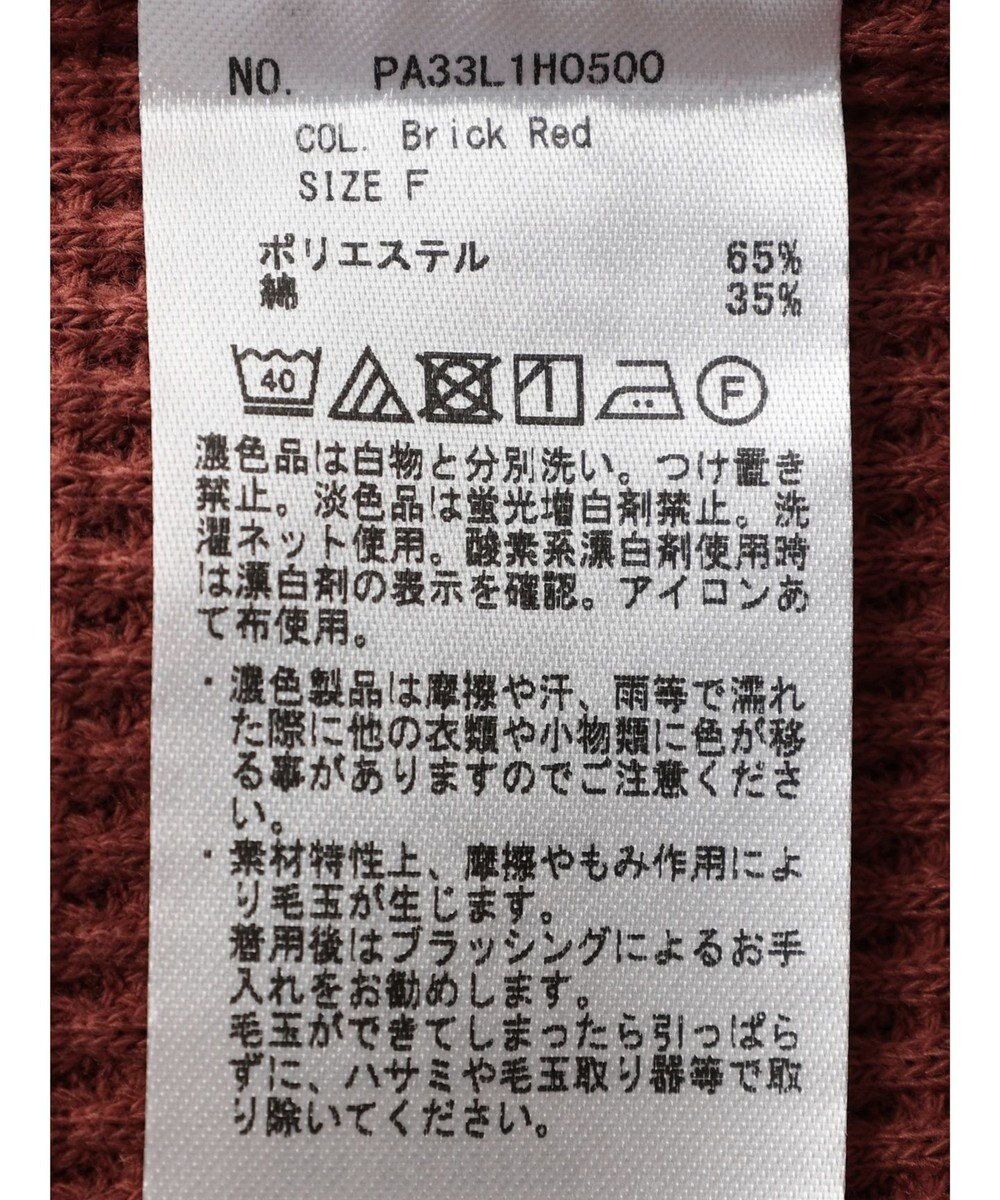 NO. PA33L1H0500
COL. Brick Red
SIZE F
ポリエステル 65%
綿 35%
40 F
濃色品は白物と分別洗い。つけ置き
禁止。淡色品は蛍光増白剤禁止。洗
濯ネット使用。酸素系漂白剤使用時
は漂白剤の表示を確認。アイロンあ
て布使用。
・濃色製品は摩擦や汗、雨等で濡れ
た際に他の衣類や小物類に色が移
る事がありますのでご注意くださ
い。
・素材特性上、摩擦やもみ作用によ
り毛玉が生じます。
着用後はブラッシングによるお手
入れをお勧めします。
毛玉ができてしまったら引っぱら
ずに、ハサミや毛玉取り器等で取
り除いてください。